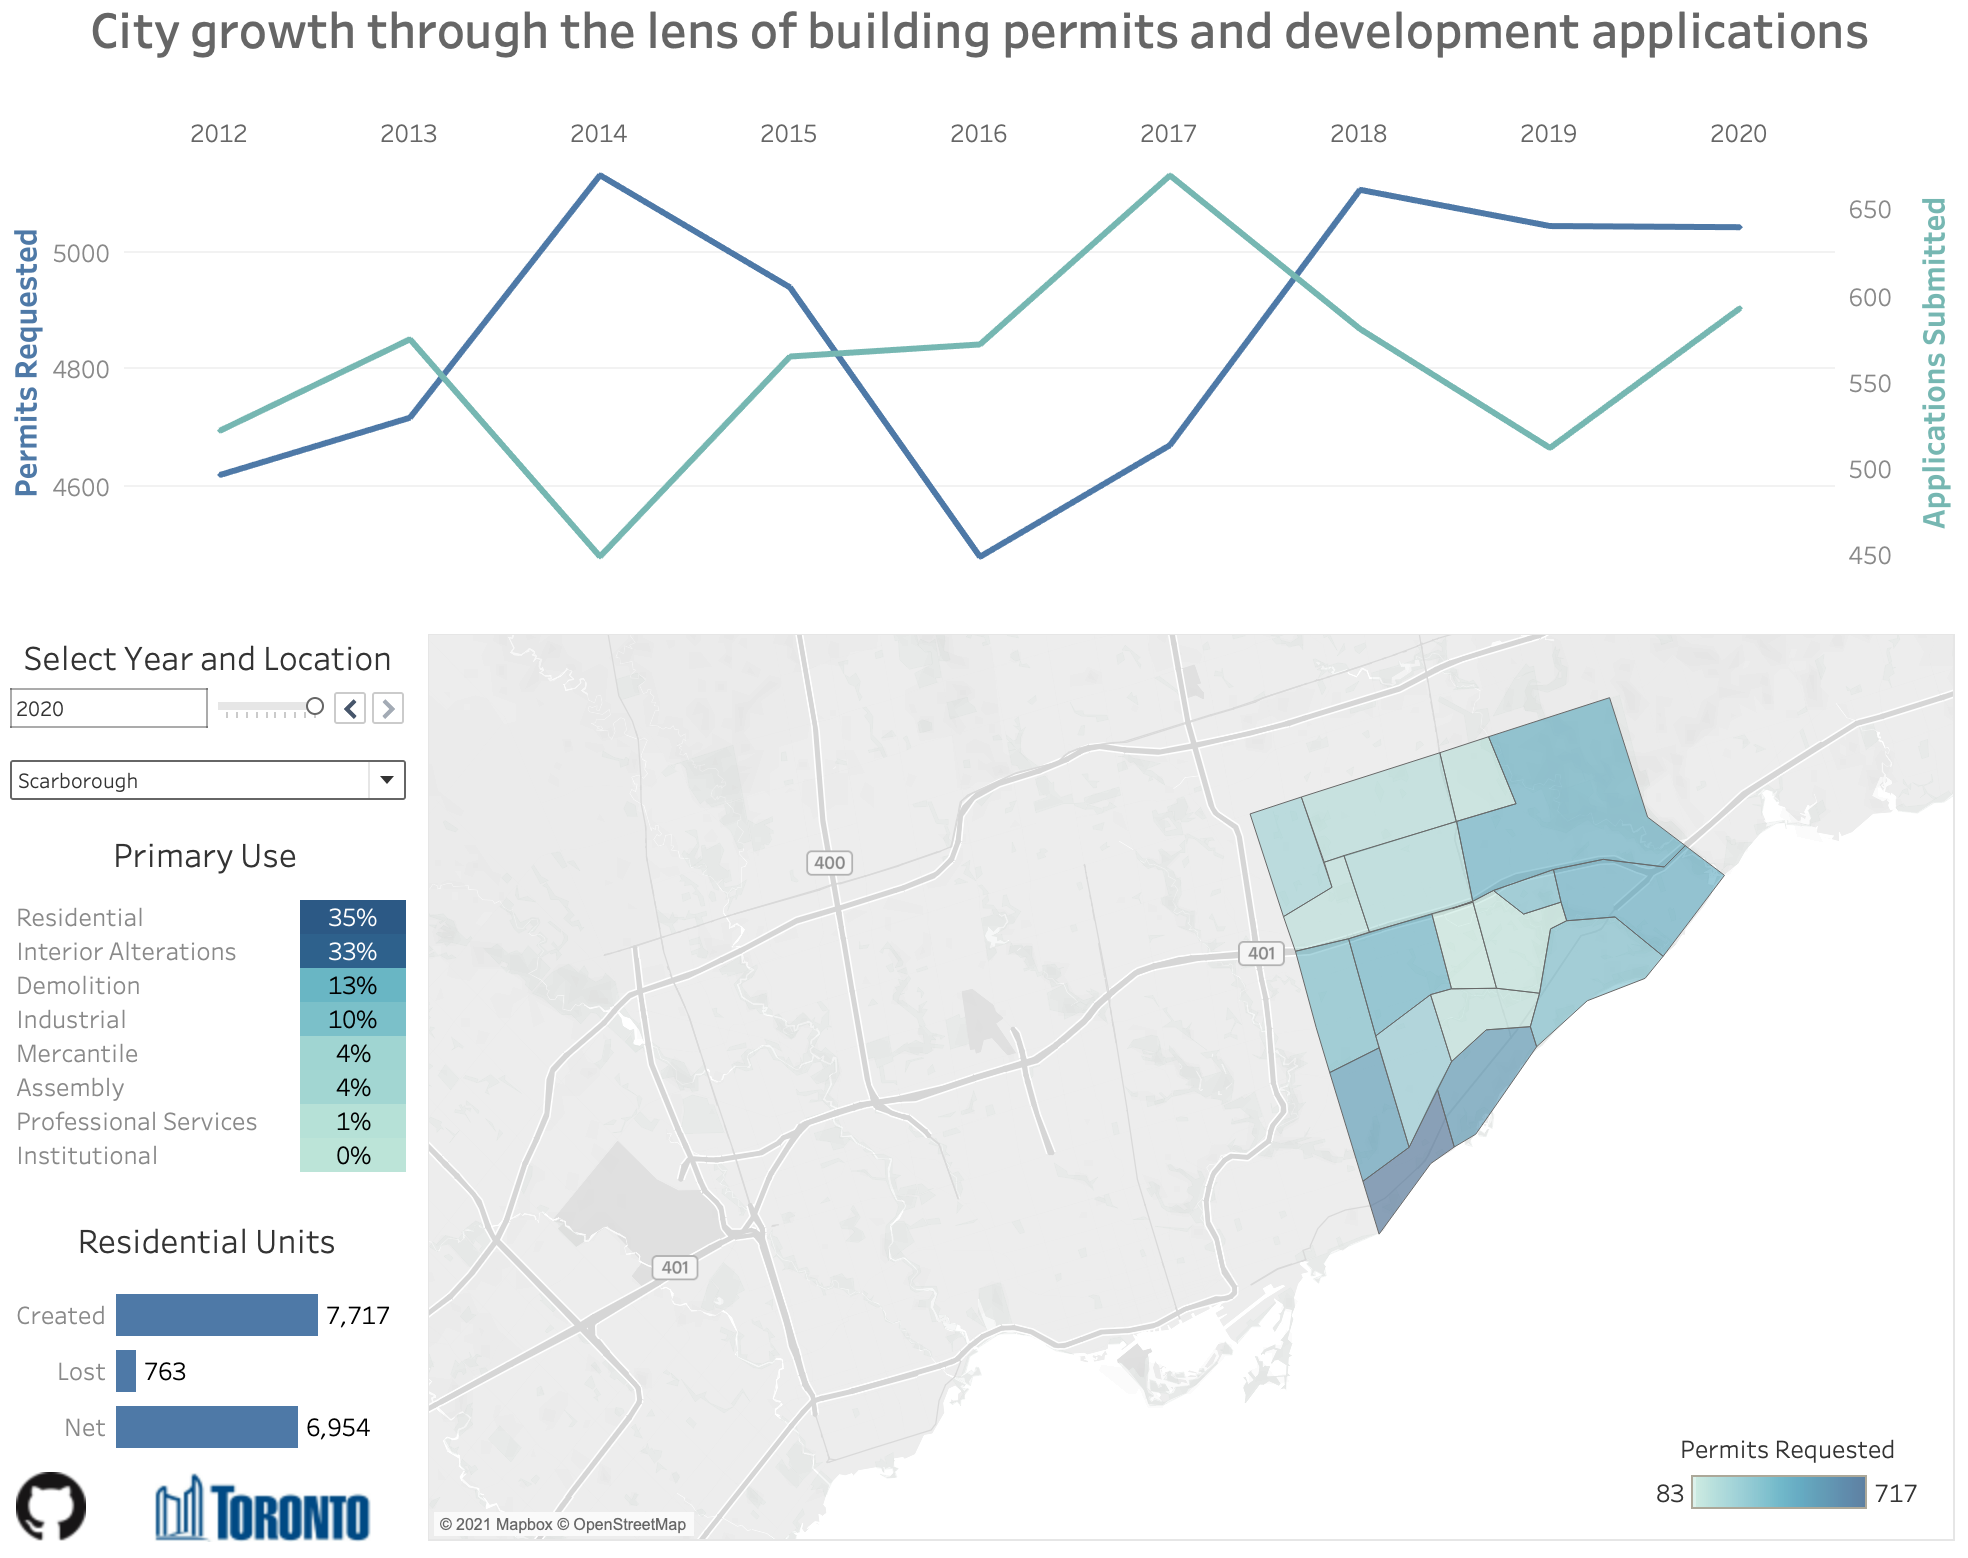 City growth through the lens of building permits and development applications
2012 2013 2014 2015 2016 2017 2018 2019 2020
Permits Requested
5000
4800
4600
650
600
550
500
450
Applications Submitted
Select Year and Location
2020
Scarborough
Primary Use
Residential 35%
Interior Alterations 33%
Demolition 13%
Industrial 10%
Mercantile 4%
Assembly 4%
Professional Services 1%
Institutional 0%
Residential Units
Created 7,717
Lost 763
Net 6,954
TORONTO
400
401
401
Permits Requested
83 717
© 2021 Mapbox © OpenStreetMap